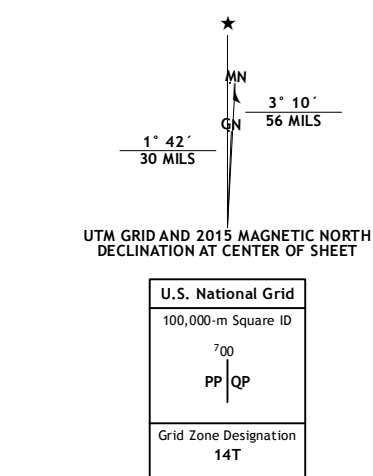 ★
MN
3° 10´
56 MILS
GN
1° 42´
30 MILS
UTM GRID AND 2015 MAGNETIC NORTH
DECLINATION AT CENTER OF SHEET
U.S. National Grid
100,000-m Square ID
⁷00
PP QP
Grid Zone Designation
14T